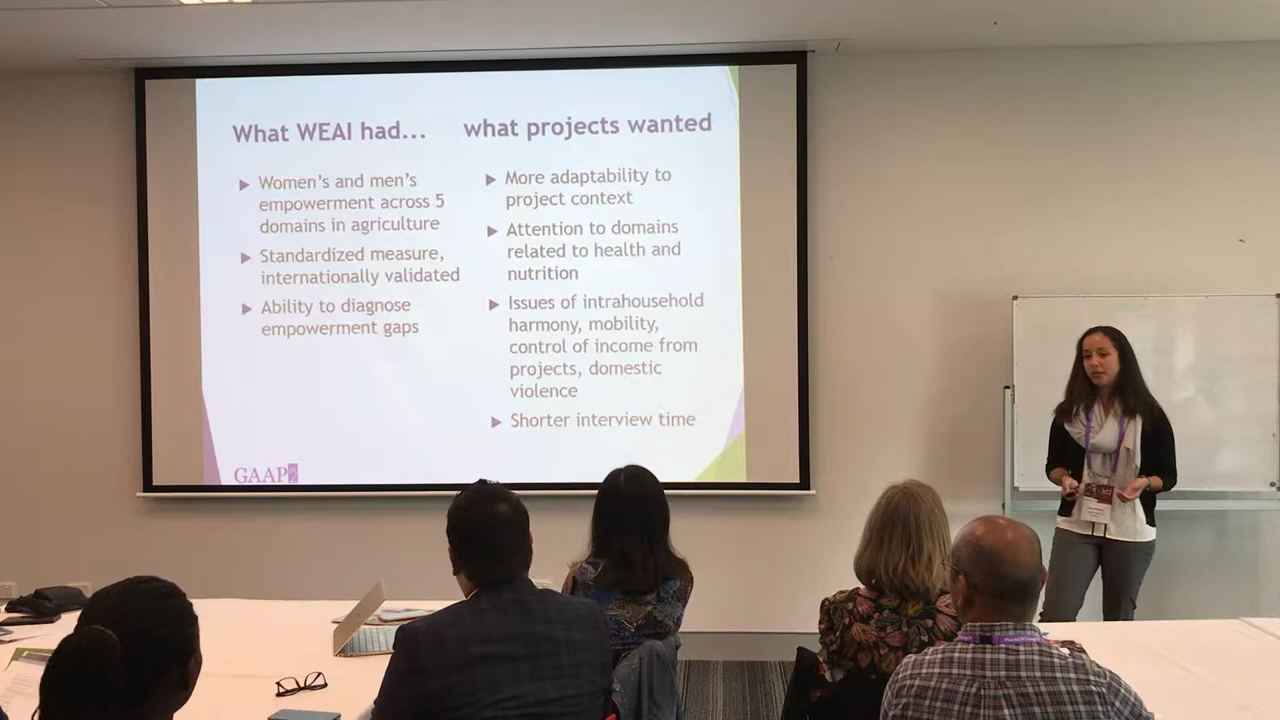 What WEAI had...
Women's and men's
empowerment across 5
domains in agriculture
Standardized measure,
internationally validated
Ability to diagnose
empowerment gaps
what projects wanted
More adaptability to
project context
Attention to domains
related to health and
nutrition
Issues of intrahousehold
harmony, mobility,
control of income from
projects, domestic
violence
Shorter interview time
GAAP2